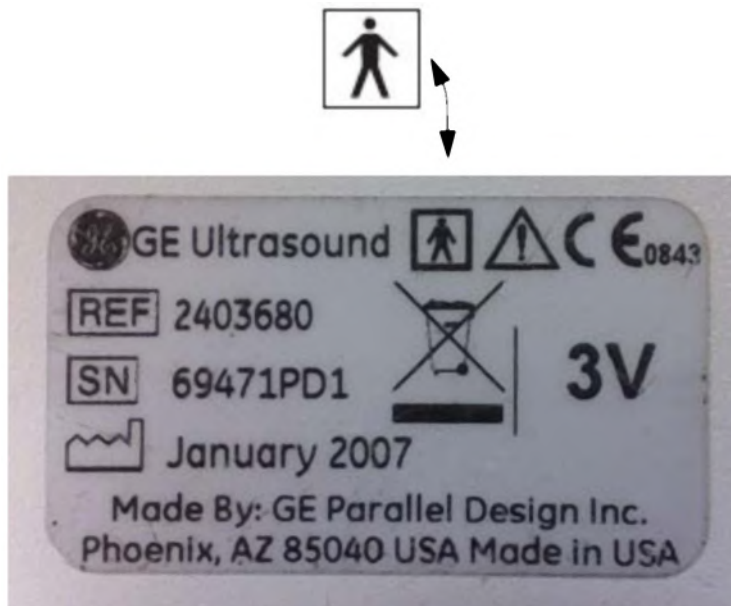 GE Ultrasound
CE 0843
REF 2403680
SN 69471PD1
3V
January 2007
Made By: GE Parallel Design Inc.
Phoenix, AZ 85040 USA Made in USA